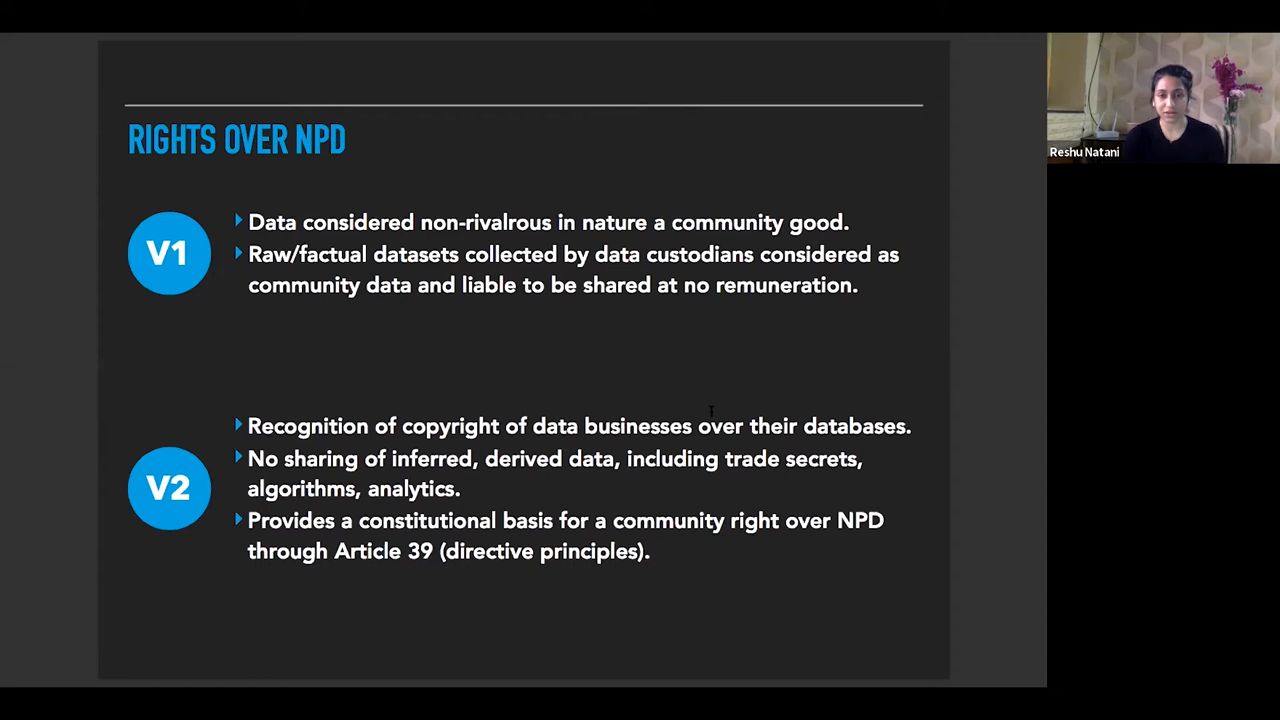 RIGHTS OVER NPD
Reshu Natani
V1
Data considered non-rivalrous in nature a community good.
Raw/factual datasets collected by data custodians considered as
community data and liable to be shared at no remuneration.
V2
Recognition of copyright of data businesses over their databases.
No sharing of inferred, derived data, including trade secrets,
algorithms, analytics.
Provides a constitutional basis for a community right over NPD
through Article 39 (directive principles).